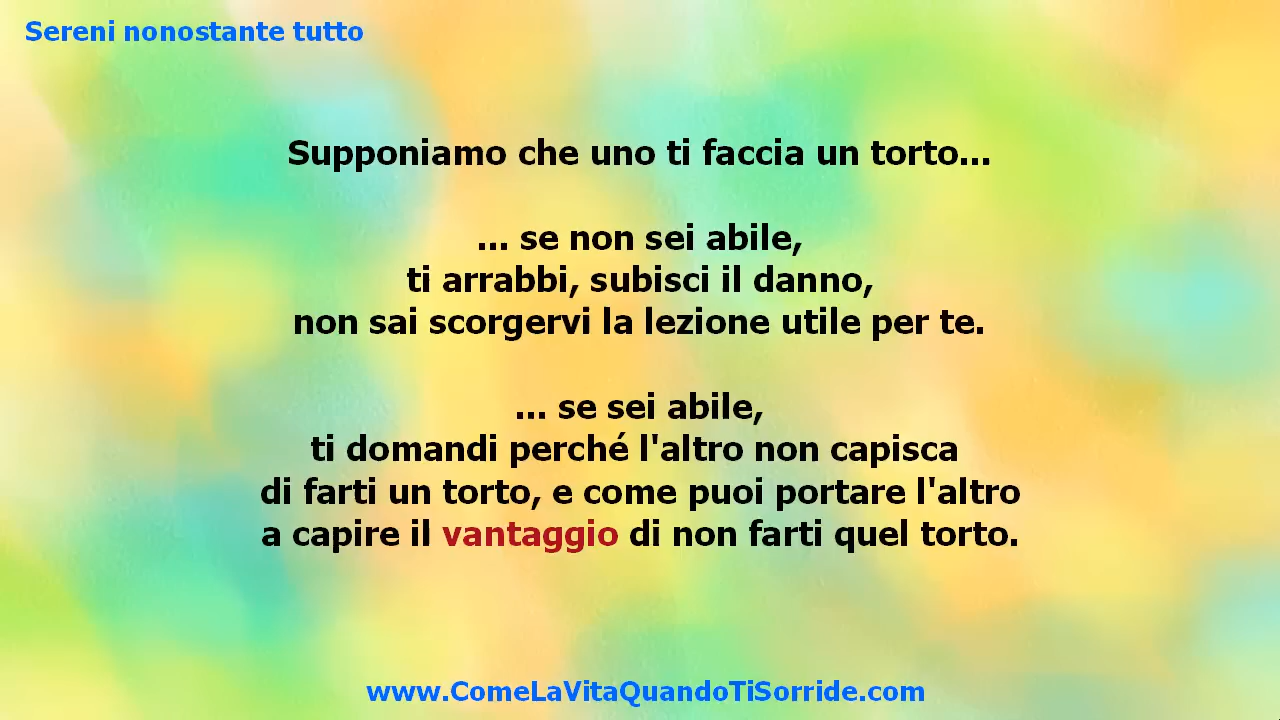 Sereni nonostante tutto
Supponiamo che uno ti faccia un torto...
... se non sei abile,
ti arrabbi, subisci il danno,
non sai scorgervi la lezione utile per te.
... se sei abile,
ti domandi perché l'altro non capisca
di farti un torto, e come puoi portare l'altro
a capire il vantaggio di non farti quel torto.
www.ComeLaVitaQuandoTiSorride.com